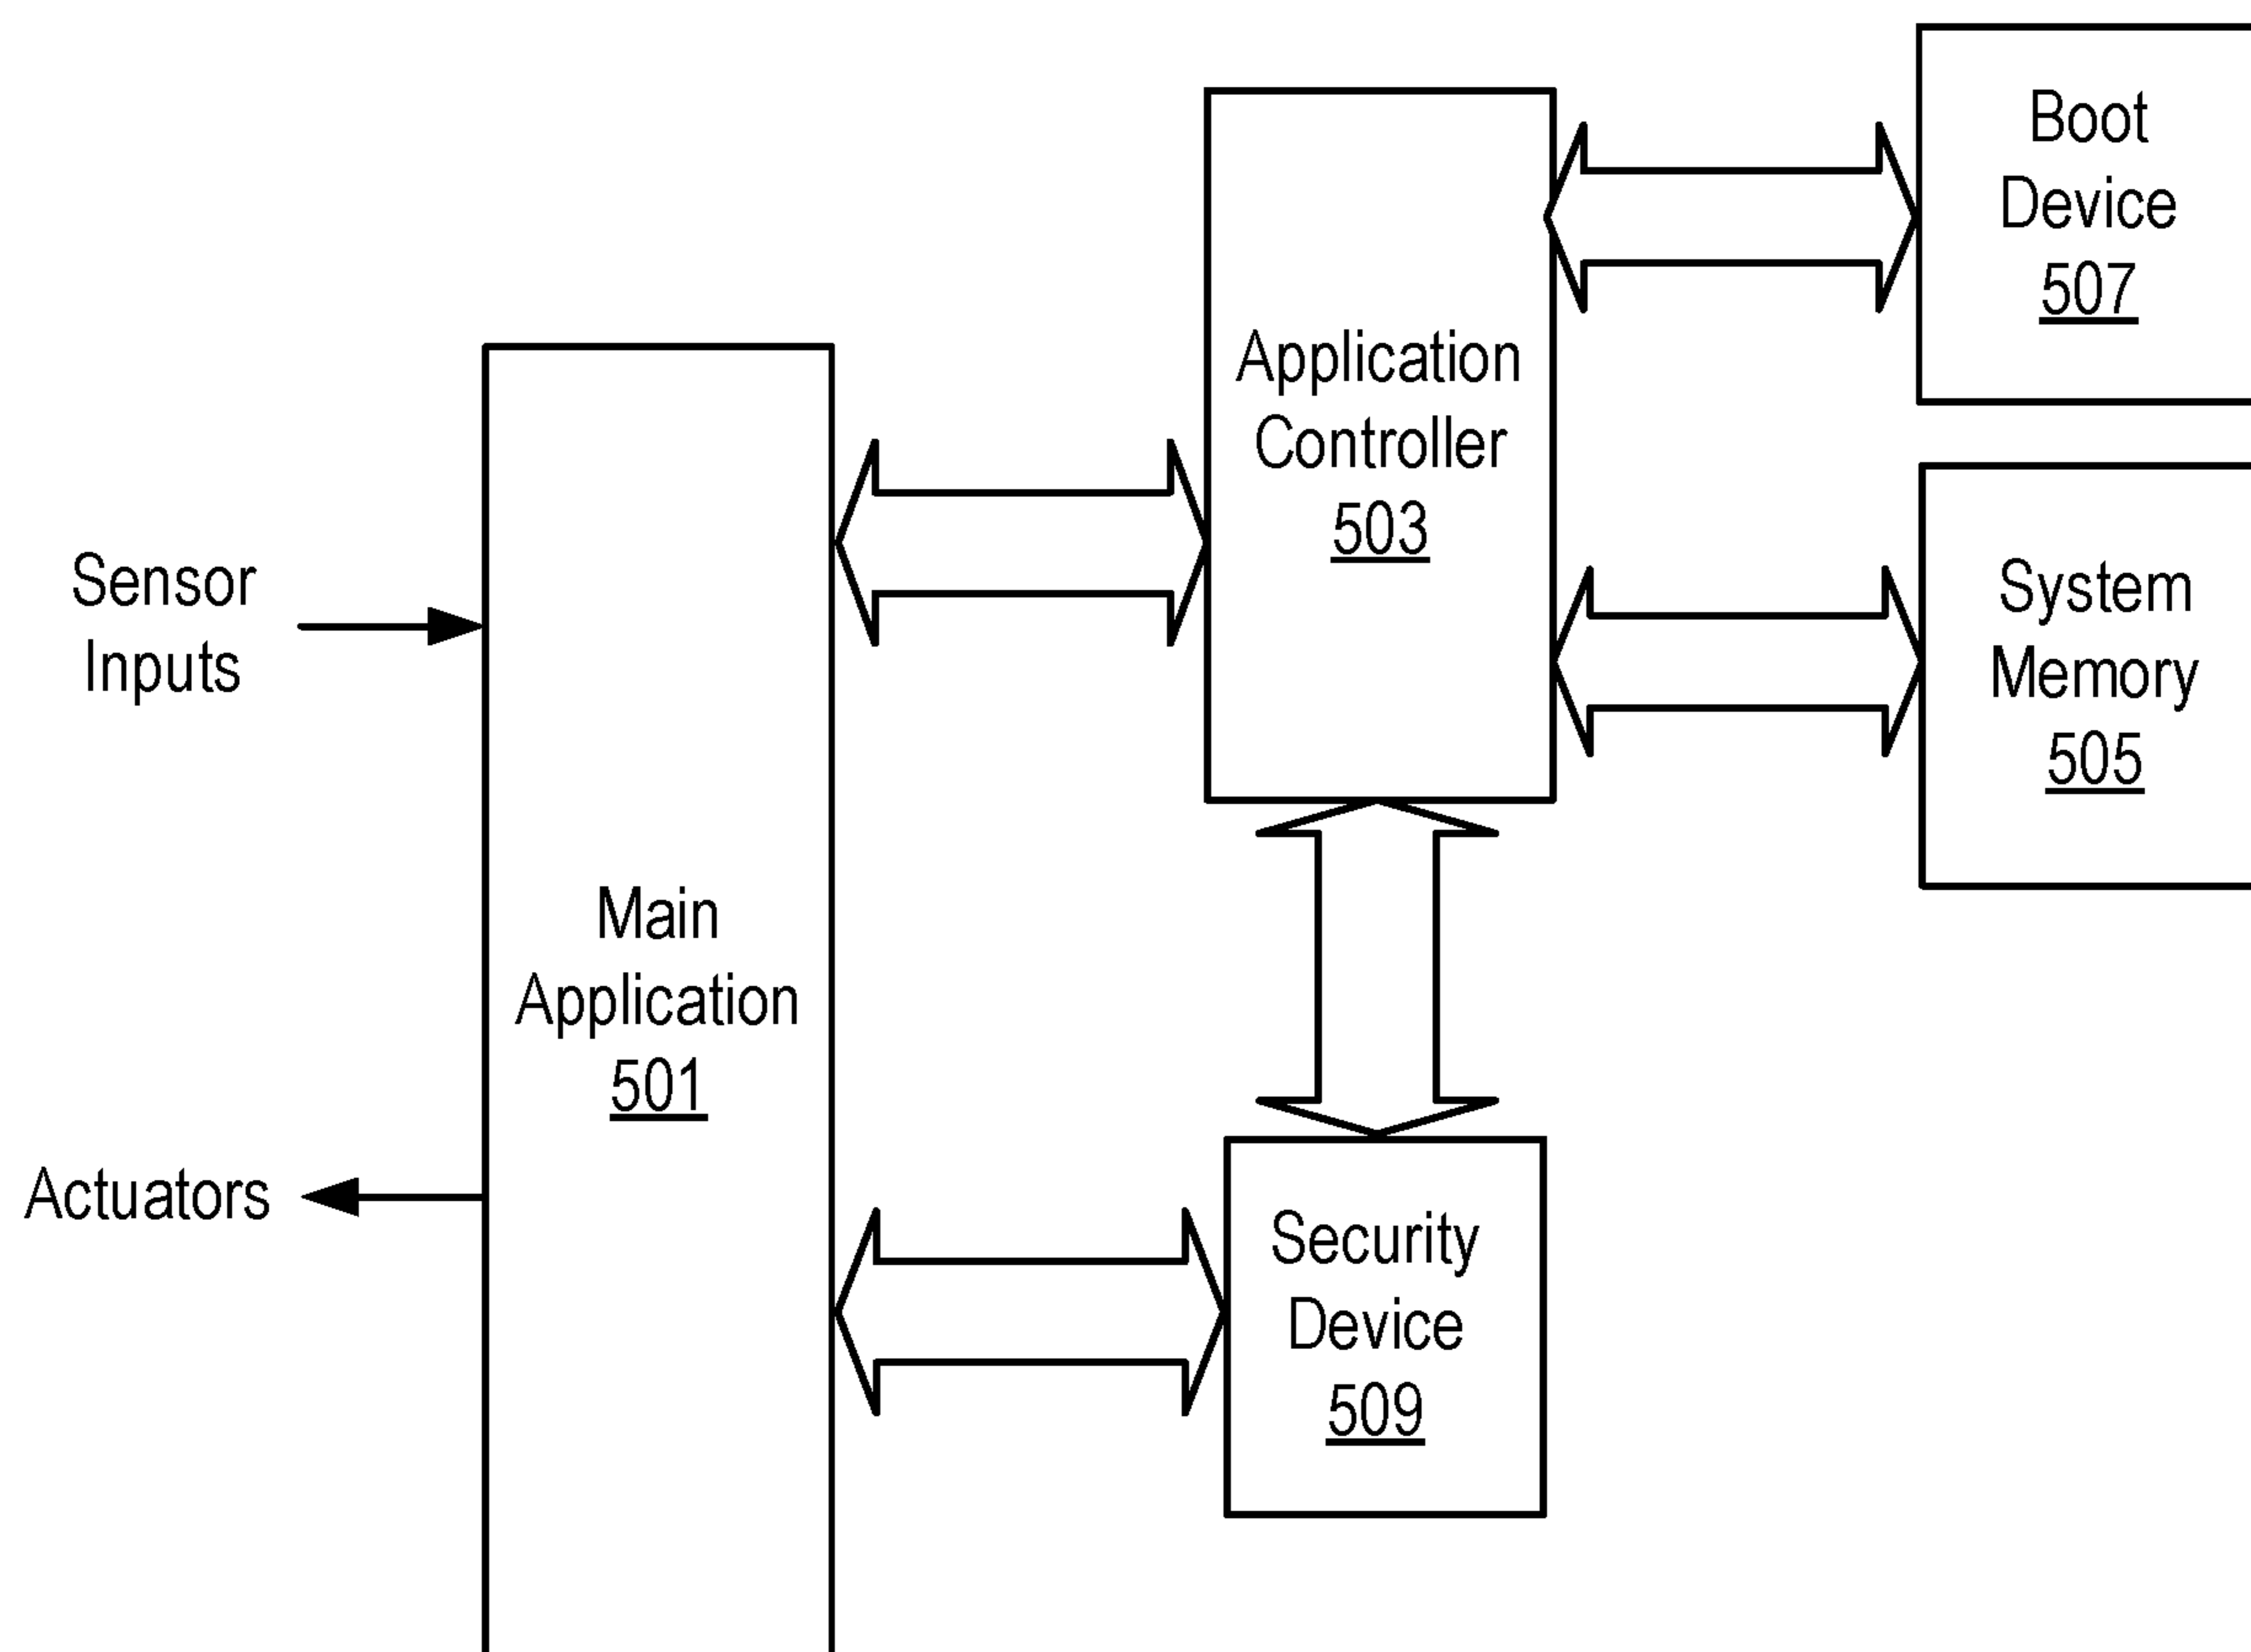 Boot
Device
507
Application
Controller
503
System
Memory
505
Sensor
Inputs
Main
Application
501
Actuators
Security
Device
509